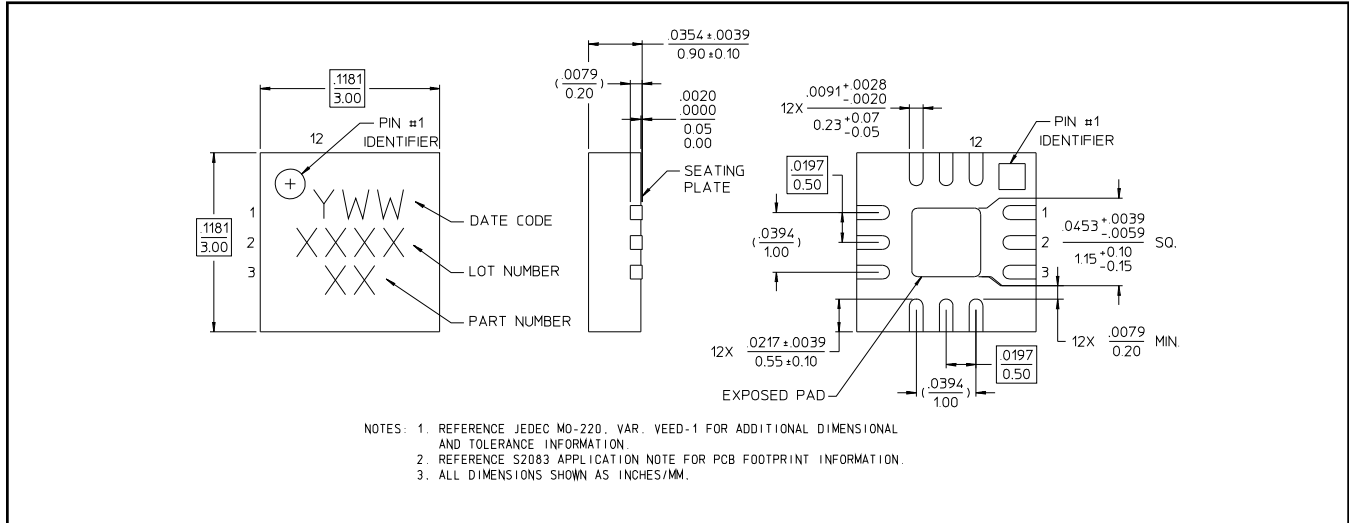 .1181
3.00
PIN #1
IDENTIFIER
12
.1181
3.00
1
2
3
YWW
XXXX
XX
DATE CODE
LOT NUMBER
PART NUMBER
.0354 ±.0039
0.90 ±0.10
(.0079
0.20)
.0020
.0000
0.05
0.00
SEATING
PLATE
12X .0091 +.0028 -.0020
0.23 +0.07 -0.05
12
PIN #1
IDENTIFIER
.0197
0.50
(.0394
1.00)
1
2
3
.0453 +.0039 -.0059
1.15 +0.10 -0.15
SQ.
12X .0217 ±.0039
0.55 ±0.10
12X .0079
0.20
MIN.
.0197
0.50
(.0394
1.00)
EXPOSED PAD
NOTES: 1. REFERENCE JEDEC MO-220, VAR. VEED-1 FOR ADDITIONAL DIMENSIONAL
AND TOLERANCE INFORMATION.
2. REFERENCE S2083 APPLICATION NOTE FOR PCB FOOTPRINT INFORMATION.
3. ALL DIMENSIONS SHOWN AS INCHES/MM.